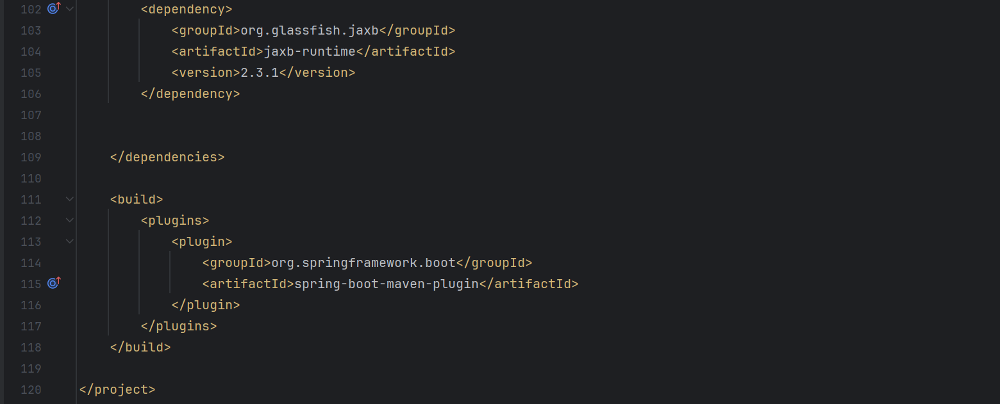 102 <dependency>
103 <groupId>org.glassfish.jaxb</groupId>
104 <artifactId>jaxb-runtime</artifactId>
105 <version>2.3.1</version>
106 </dependency>
107
108
109 </dependencies>
110
111 <build>
112 <plugins>
113 <plugin>
114 <groupId>org.springframework.boot</groupId>
115 <artifactId>spring-boot-maven-plugin</artifactId>
116 </plugin>
117 </plugins>
118 </build>
119
120 </project>